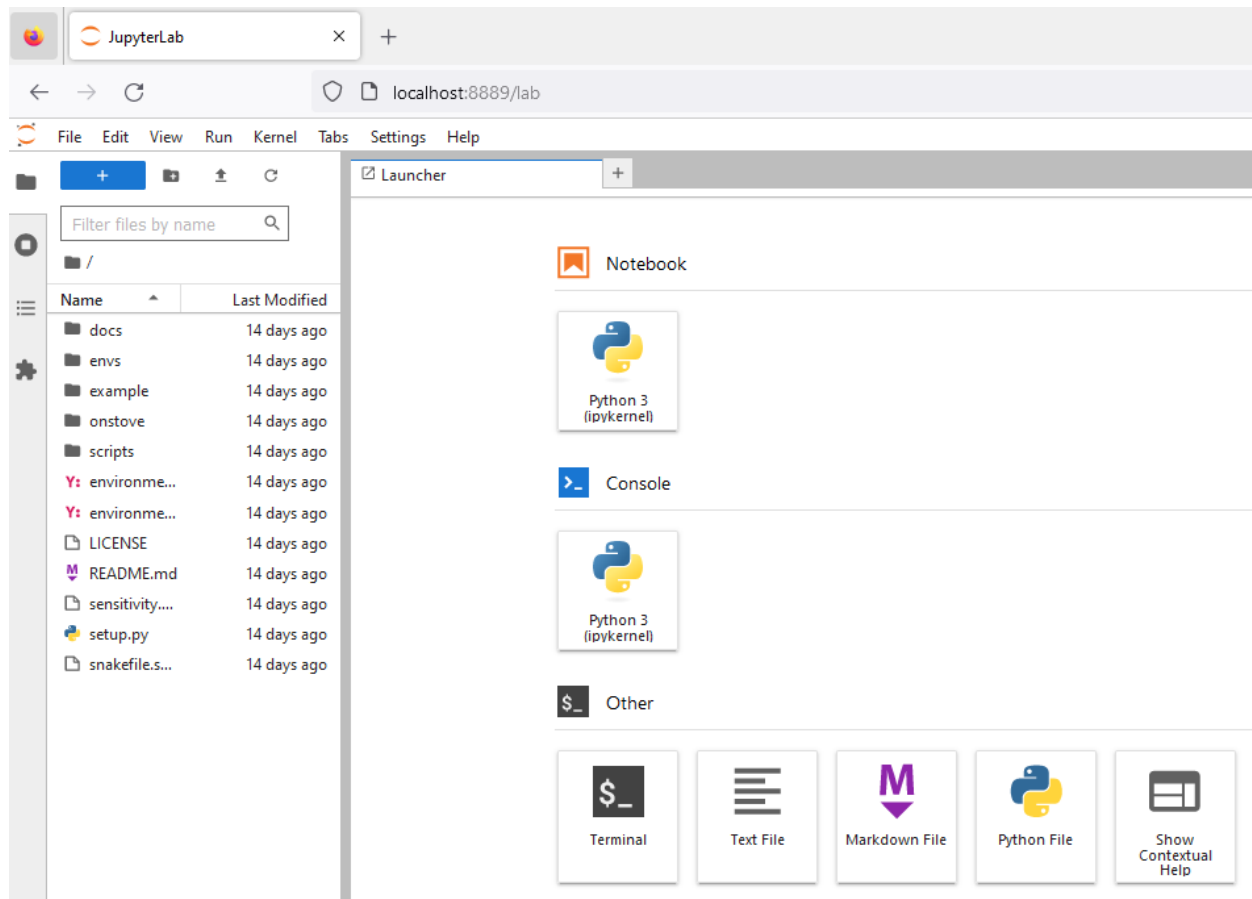 JupyterLab
localhost:8889/lab
File Edit View Run Kernel Tabs Settings Help
Launcher
Filter files by name
/
Name Last Modified
docs 14 days ago
envs 14 days ago
example 14 days ago
onstove 14 days ago
scripts 14 days ago
Y: environme... 14 days ago
Y: environme... 14 days ago
LICENSE 14 days ago
README.md 14 days ago
sensitivity.... 14 days ago
setup.py 14 days ago
snakefile.s... 14 days ago
Notebook
Python 3
(ipykernel)
Console
Python 3
(ipykernel)
$_ Other
$_
M
Terminal Text File Markdown File Python File Show
Contextual
Help